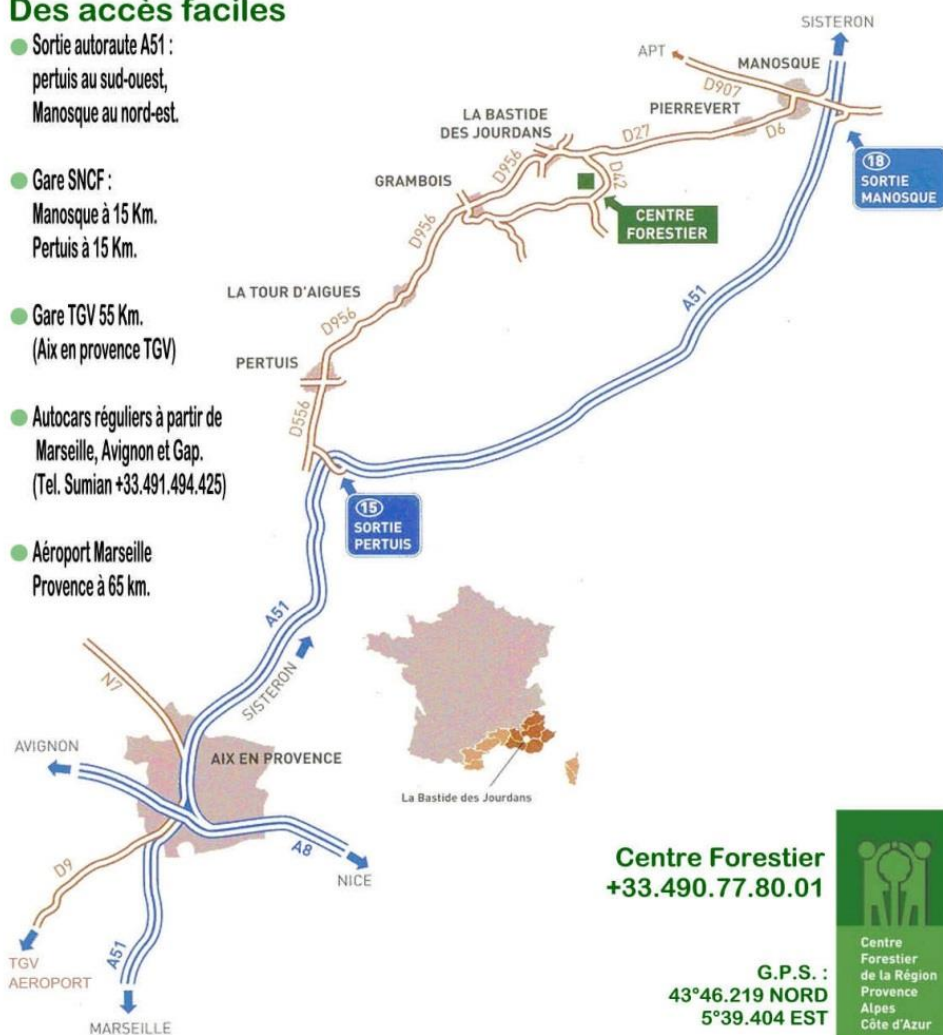 Des accès faciles
Sortie autoraute A51 :
pertuis au sud-ouest,
Manosque au nord-est.
Gare SNCF :
Manosque à 15 Km.
Pertuis à 15 Km.
Gare TGV 55 Km.
(Aix en provence TGV)
Autocars réguliers à partir de
Marseille, Avignon et Gap.
(Tel. Sumian +33.491.494.425)
Aéroport Marseille
Provence à 65 km.
SISTERON
APT
MANOSQUE
D907
PIERREVERT
LA BASTIDE
DES JOURDANS
D27
D6
D956
D42
18
SORTIE
MANOSQUE
GRAMBOIS
CENTRE
FORESTIER
D956
LA TOUR D'AIGUES
A51
D956
PERTUIS
D556
15
SORTIE
PERTUIS
A51
SISTERON
N7
AVIGNON
AIX EN PROVENCE
La Bastide des Jourdans
A8
NICE
D9
A51
TGV
AEROPORT
MARSEILLE
Centre Forestier
+33.490.77.80.01
G.P.S. :
43°46.219 NORD
5°39.404 EST
Centre
Forestier
de la Région
Provence
Alpes
Côte d'Azur